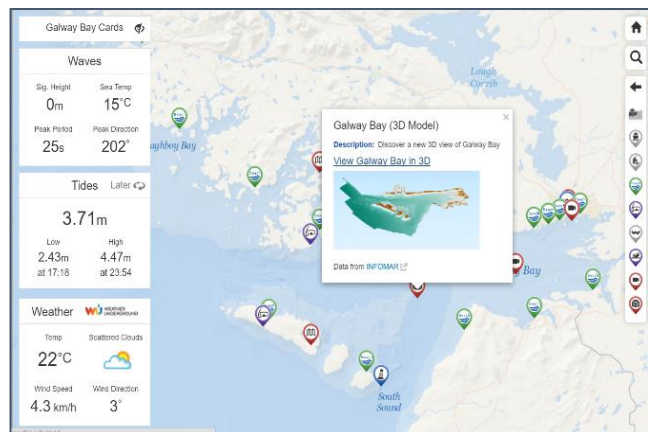 Galway Bay Cards
Waves
Sig. Height
Sea Temp
0m
15°C
Peak Period
Peak Direction
25s
202°
Tides
Later
3.71m
Low
High
2.43m
4.47m
at 17:18
at 23:54
Weather
WEATHER
UNDERGROUND
Temp
Scattered Clouds
22°C
Wind Speed
Wind Direction
4.3 km/h
3°
Bay
Lough
Corrib
×
Galway Bay (3D Model)
Description: Discover a new 3D view of Galway Bay
View Galway Bay in 3D
Data from INFOMAR
Bay
South
Sound